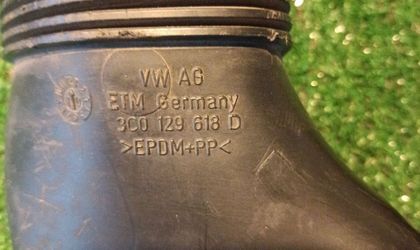 VW AG
ETM Germany
3C0 129 618 D
>EPDM+PP<